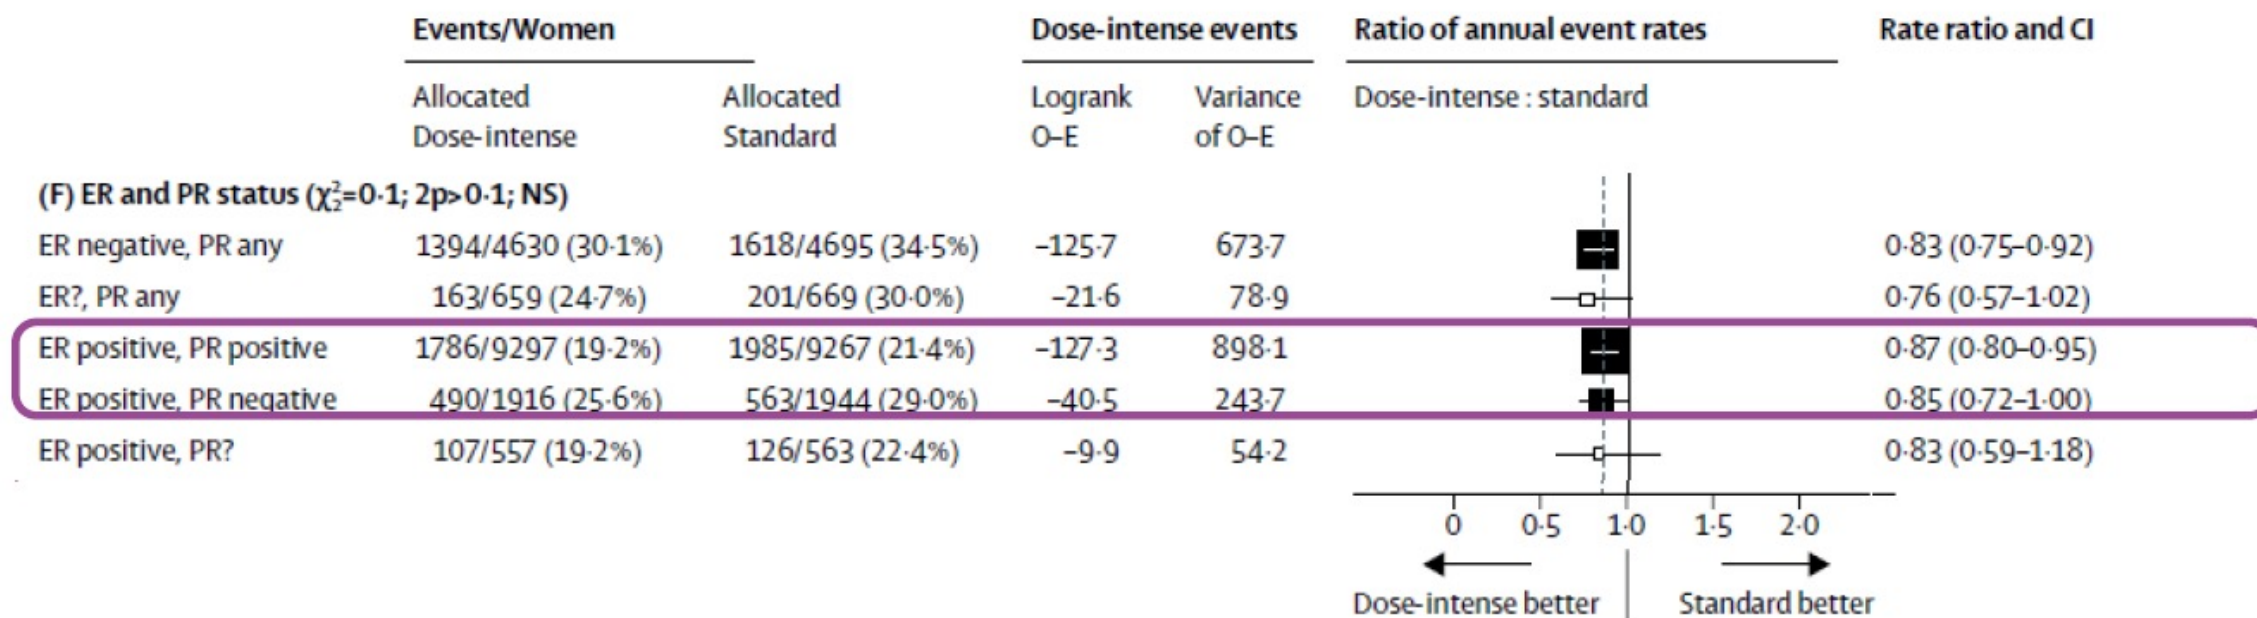 Events/Women Dose-intense events Ratio of annual event rates Rate ratio and CI
Allocated Allocated Logrank Variance Dose-intense : standard
Dose-intense Standard O–E of O–E
(F) ER and PR status (χ²₂=0·1; 2p>0·1; NS)
ER negative, PR any 1394/4630 (30·1%) 1618/4695 (34·5%) –125·7 673·7 0·83 (0·75–0·92)
ER?, PR any 163/659 (24·7%) 201/669 (30·0%) –21·6 78·9 0·76 (0·57–1·02)
ER positive, PR positive 1786/9297 (19·2%) 1985/9267 (21·4%) –127·3 898·1 0·87 (0·80–0·95)
ER positive, PR negative 490/1916 (25·6%) 563/1944 (29·0%) –40·5 243·7 0·85 (0·72–1·00)
ER positive, PR? 107/557 (19·2%) 126/563 (22·4%) –9·9 54·2 0·83 (0·59–1·18)
0 0·5 1·0 1·5 2·0
Dose-intense better Standard better